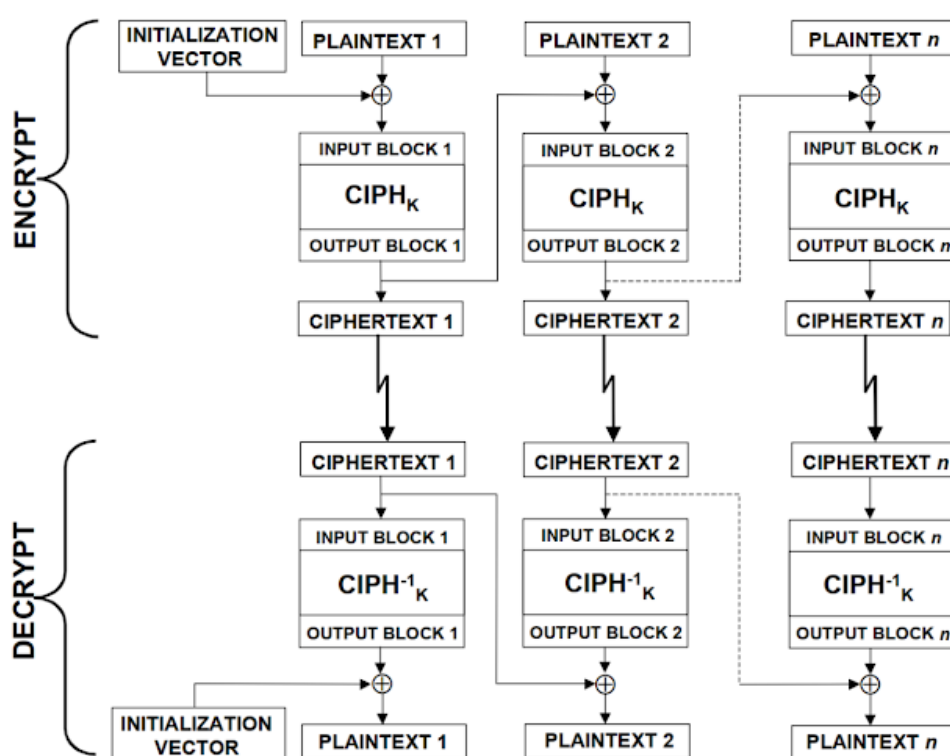 INITIALIZATION
VECTOR
PLAINTEXT 1
PLAINTEXT 2
PLAINTEXT n
ENCRYPT
INPUT BLOCK 1
INPUT BLOCK 2
INPUT BLOCK n
CIPHK
CIPHK
CIPHK
OUTPUT BLOCK 1
OUTPUT BLOCK 2
OUTPUT BLOCK n
CIPHERTEXT 1
CIPHERTEXT 2
CIPHERTEXT n
DECRYPT
CIPHERTEXT 1
CIPHERTEXT 2
CIPHERTEXT n
INPUT BLOCK 1
INPUT BLOCK 2
INPUT BLOCK n
CIPH-1K
CIPH-1K
CIPH-1K
OUTPUT BLOCK 1
OUTPUT BLOCK 2
OUTPUT BLOCK n
INITIALIZATION
VECTOR
PLAINTEXT 1
PLAINTEXT 2
PLAINTEXT n